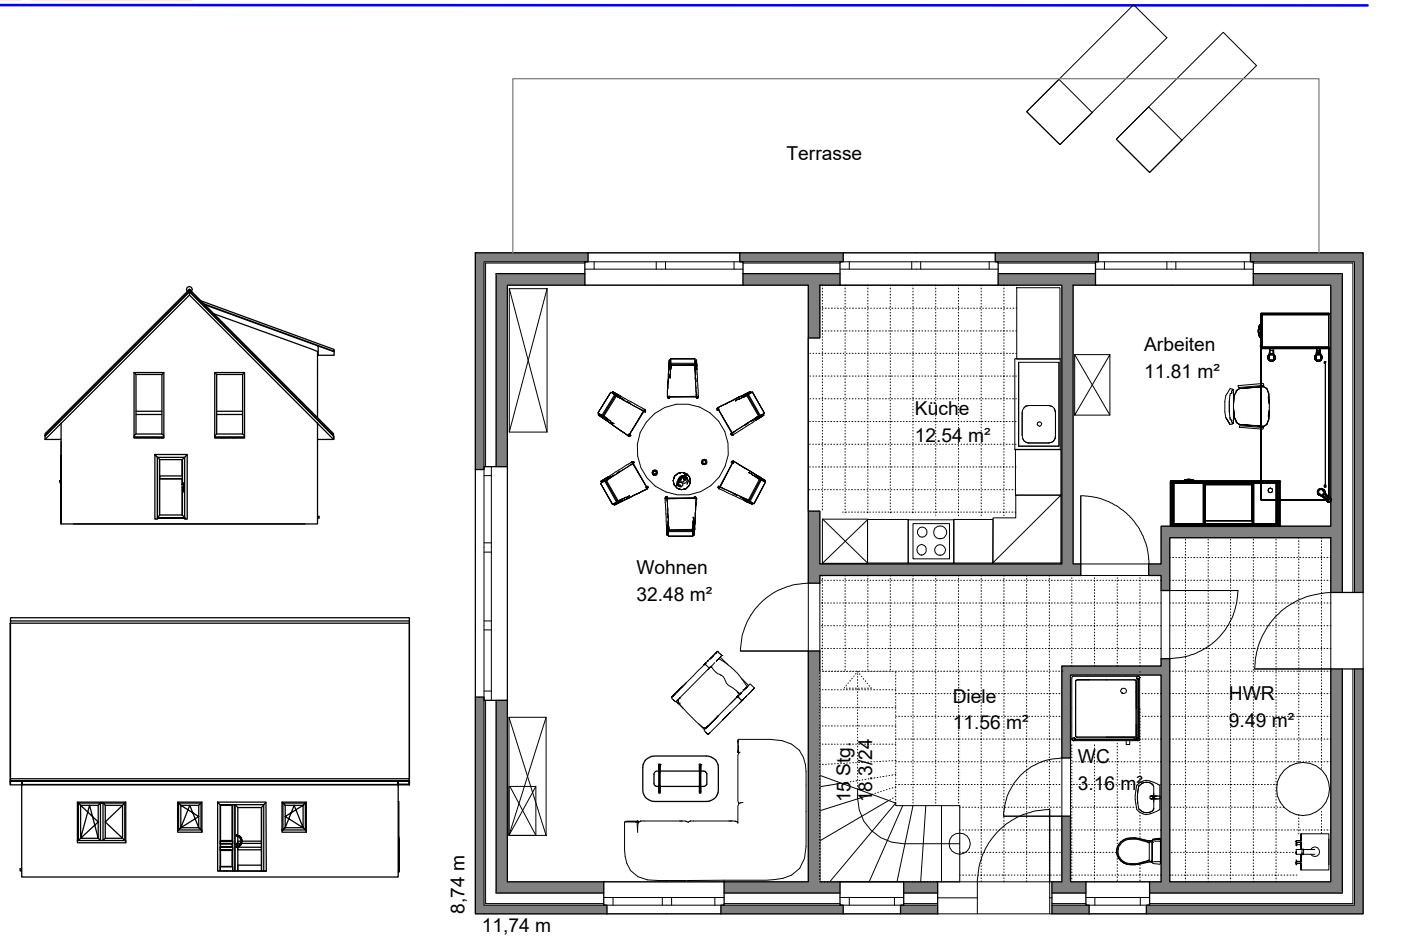 Terrasse
Arbeiten
11.81 m²
Küche
12.54 m²
Wohnen
32.48 m²
Diele
11.56 m²
HWR
9.49 m²
15 Stg.
18.3/24
WC
3.16 m²
8,74 m
11,74 m